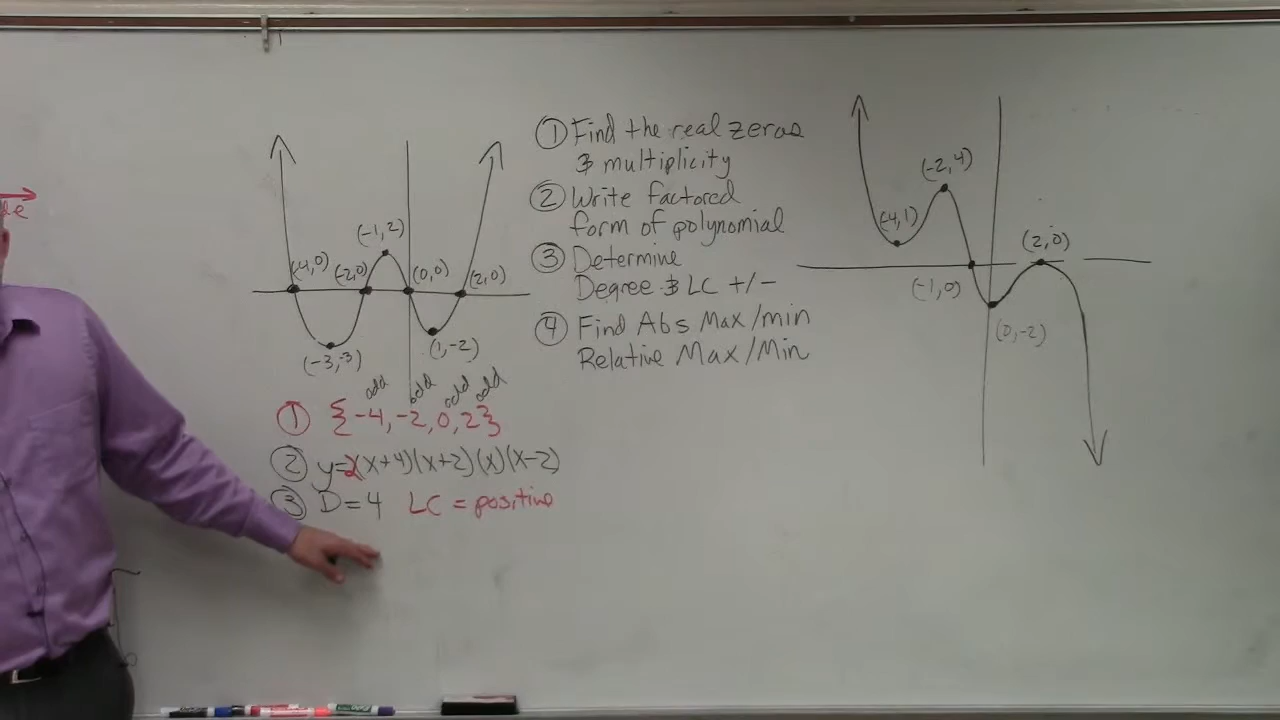 (-4,0)
(-2,0)
(-1,2)
(0,0)
(2,0)
(-3,-3)
(1,-2)
odd odd odd odd
① {-4,-2,0,2}
② y=2(x+4)(x+2)(x)(x-2)
③ D=4 LC = positive
① Find the real zeros
& multiplicity
② Write factored
form of polynomial
③ Determine
Degree & LC +/-
④ Find Abs Max/min
Relative Max/Min
(-4,1)
(-2,4)
(-1,0)
(0,-2)
(2,0)